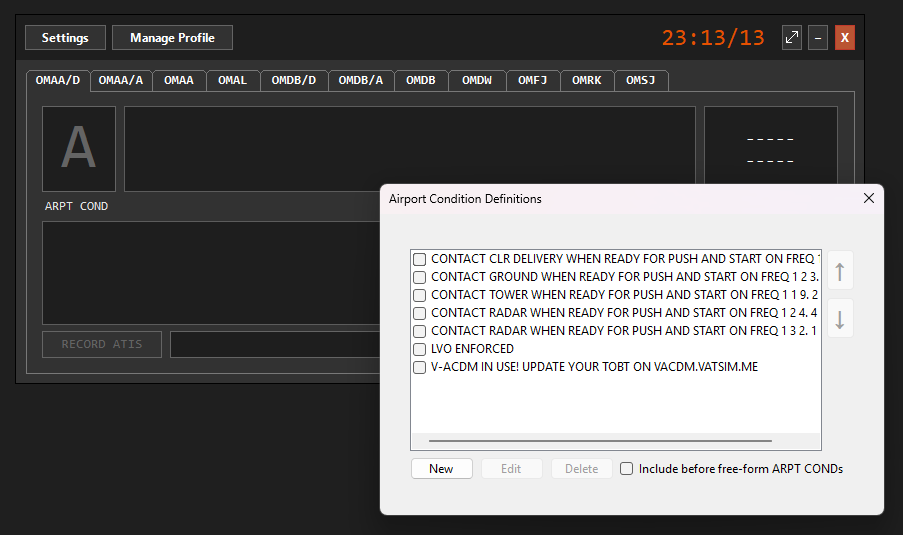 Settings
Manage Profile
23:13/13
–
X
OMAA/D
OMAA/A
OMAA
OMAL
OMDB/D
OMDB/A
OMDB
OMDW
OMFJ
OMRK
OMSJ
A
-----
-----
ARPT COND
RECORD ATIS
Airport Condition Definitions
CONTACT CLR DELIVERY WHEN READY FOR PUSH AND START ON FREQ
CONTACT GROUND WHEN READY FOR PUSH AND START ON FREQ 1 2 3.
CONTACT TOWER WHEN READY FOR PUSH AND START ON FREQ 1 1 9. 2
CONTACT RADAR WHEN READY FOR PUSH AND START ON FREQ 1 2 4. 4
CONTACT RADAR WHEN READY FOR PUSH AND START ON FREQ 1 3 2. 1
LVO ENFORCED
V-ACDM IN USE! UPDATE YOUR TOBT ON VACDM.VATSIM.ME
New
Edit
Delete
Include before free-form ARPT CONDs